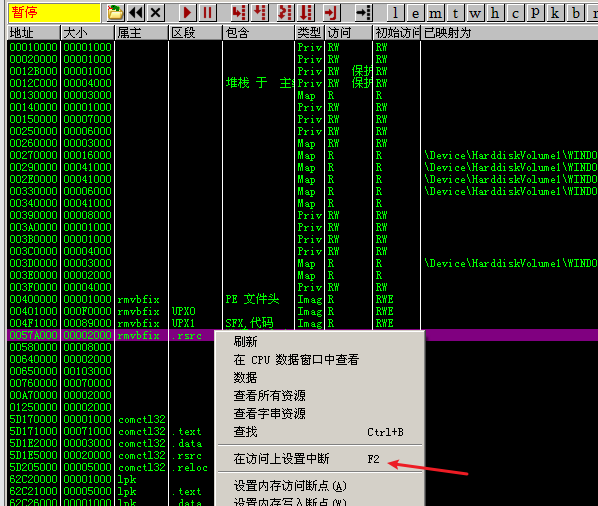 暂停 l e m t w h c P k b
地址 大小 属主 区段 包含 类型 访问 初始访问 已映射为
00010000 00001000 Priv RW RW
00020000 00001000 Priv RW RW
0012B000 00001000 Priv RW 保护 RW
0012C000 00004000 堆栈 于 主 Priv RW 保护 RW
00130000 00003000 Map R R
00140000 00001000 Priv RW RW
00150000 00007000 Priv RW RW
00250000 00006000 Priv RW RW
00260000 00003000 Map RW RW
00270000 00016000 Map R R \Device\HarddiskVolume1\WINDO
00290000 00041000 Map R R \Device\HarddiskVolume1\WINDO
002E0000 00041000 Map R R \Device\HarddiskVolume1\WINDO
00330000 00006000 Map R R \Device\HarddiskVolume1\WINDO
00340000 00041000 Map R R
00390000 00008000 Priv RW RW
003A0000 00001000 Priv RW RW
003B0000 00001000 Priv RW RW
003C0000 00004000 Priv RW RW
003D0000 00003000 Map R R \Device\HarddiskVolume1\WINDO
003E0000 00002000 Map R R
003F0000 00004000 Priv RW RW
00400000 00001000 rmvbfix PE 文件头 Imag R RWE
00401000 000F0000 rmvbfix UPX0 Imag R RWE
004F1000 00089000 rmvbfix UPX1 SFX,代码 Imag R RWE
0057A000 00002000 rmvbfix .rsrc
00580000 00008000
00640000 00002000
00650000 00103000
00760000 00070000
00A70000 00002000
01250000 00002000
5D170000 00001000 comctl32
5D171000 00071000 comctl32 .text
5D1E2000 00003000 comctl32 .data
5D1E5000 00020000 comctl32 .rsrc
5D205000 00005000 comctl32 .reloc
62C20000 00001000 lpk
62C21000 00005000 lpk .text
62C26000 00001000 lpk .data
刷新
在 CPU 数据窗口中查看
数据
查看所有资源
查看字串资源
查找 Ctrl+B
在访问上设置中断 F2
设置内存访问断点(A)
设置内存写入断点(W)